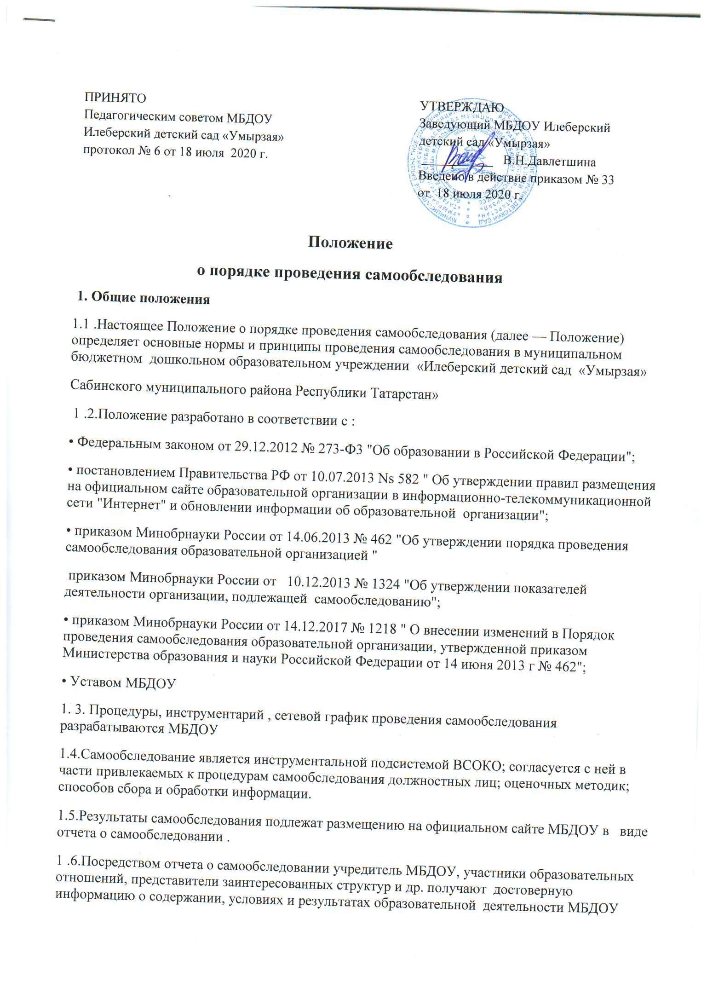 ПРИНЯТО
Педагогическим советом МБДОУ
Илеберский детский сад «Умырзая»
протокол № 6 от 18 июля 2020 г.
УТВЕРЖДАЮ
Заведующий МБДОУ Илеберский
детский сад «Умырзая»
___________ В.Н.Давлетшина
Введено в действие приказом № 33
от 18 июля 2020 г.
Положение
о порядке проведения самообследования
1. Общие положения
1.1 .Настоящее Положение о порядке проведения самообследования (далее — Положение)
определяет основные нормы и принципы проведения самообследования в муниципальном
бюджетном дошкольном образовательном учреждении «Илеберский детский сад «Умырзая»
Сабинского муниципального района Республики Татарстан»
1 .2.Положение разработано в соответствии с :
• Федеральным законом от 29.12.2012 № 273-ФЗ "Об образовании в Российской Федерации";
• постановлением Правительства РФ от 10.07.2013 Ns 582 " Об утверждении правил размещения
на официальном сайте образовательной организации в информационно-телекоммуникационной
сети "Интернет" и обновлении информации об образовательной организации";
• приказом Минобрнауки России от 14.06.2013 № 462 "Об утверждении порядка проведения
самообследования образовательной организацией "
приказом Минобрнауки России от 10.12.2013 № 1324 "Об утверждении показателей
деятельности организации, подлежащей самообследованию";
• приказом Минобрнауки России от 14.12.2017 № 1218 " О внесении изменений в Порядок
проведения самообследования образовательной организации, утвержденной приказом
Министерства образования и науки Российской Федерации от 14 июня 2013 г № 462";
• Уставом МБДОУ
1. 3. Процедуры, инструментарий , сетевой график проведения самообследования
разрабатываются МБДОУ
1.4.Самообследование является инструментальной подсистемой ВСОКО; согласуется с ней в
части привлекаемых к процедурам самообследования должностных лиц; оценочных методик;
способов сбора и обработки информации.
1.5.Результаты самообследования подлежат размещению на официальном сайте МБДОУ в виде
отчета о самообследовании .
1 .6.Посредством отчета о самообследовании учредитель МБДОУ, участники образовательных
отношений, представители заинтересованных структур и др. получают достоверную
информацию о содержании, условиях и результатах образовательной деятельности МБДОУ